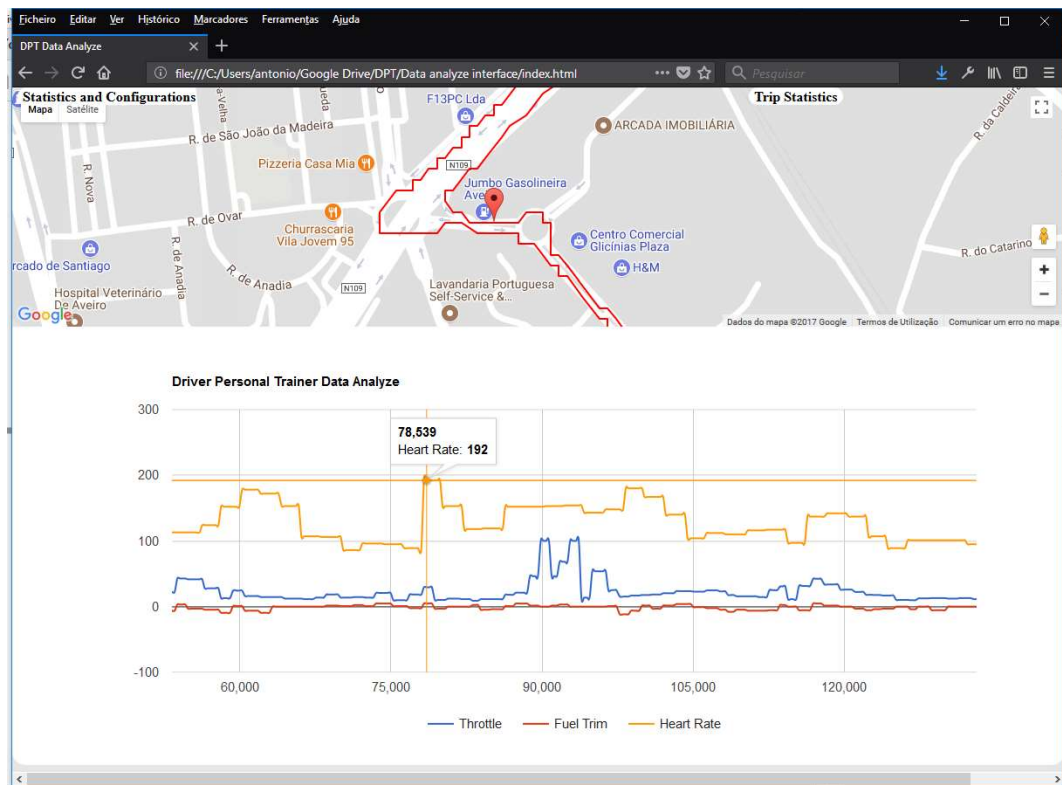 Ficheiro Editar Ver Histórico Marcadores Ferramentas Ajuda
DPT Data Analyze
file:///C:/Users/antonio/Google Drive/DPT/Data analyze interface/index.html
Pesquisar
Statistics and Configurations
Trip Statistics
Mapa Satélite
F13PC Lda
ARCADA IMOBILIÁRIA
R. da Caldeira
R. de São João da Madeira
Pizzeria Casa Mia
N109
R. Nova
Jumbo Gasolineira
R. de Ovar
Churrascaria
Vila Jovem 95
Centro Comercial
Glicínias Plaza
R. do Catarino
rcado de Santiago
R. de Anadia
R. de Anadia
H&M
Hospital Veterinário
De Aveiro
N109
Lavandaria Portuguesa
Self-Service &...
Google
Dados do mapa ©2017 Google Termos de Utilização Comunicar um erro no mapa
Driver Personal Trainer Data Analyze
300
78,539
Heart Rate: 192
200
100
0
-100
60,000 75,000 90,000 105,000 120,000
Throttle Fuel Trim Heart Rate